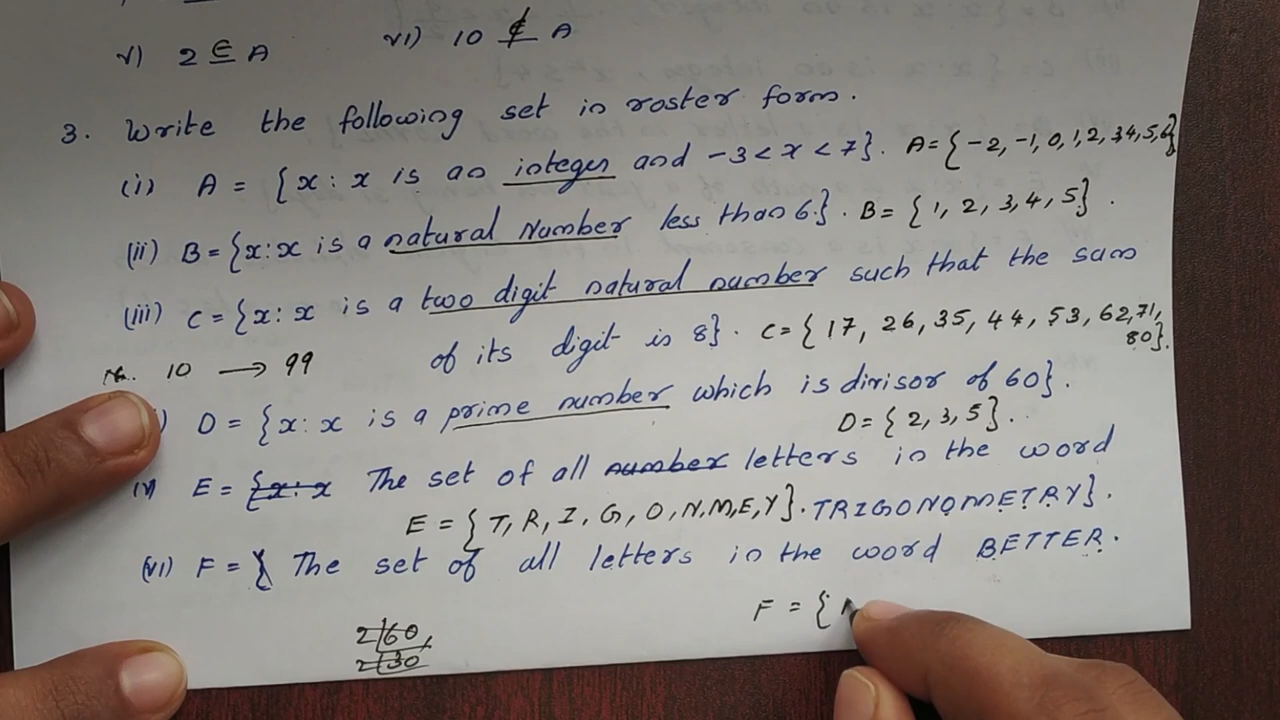 v) 2 ∈ A vi) 10 ∉ A
3. Write the following set in roster form.
(i) A = {x : x is an integer and -3 < x < 7}. A = {-2, -1, 0, 1, 2, 3 4, 5, 6}
(ii) B = {x : x is a natural Number less than 6.}. B = {1, 2, 3, 4, 5}.
(iii) C = {x : x is a two digit natural number such that the sum
of its digit is 8}. C = {17, 26, 35, 44, 53, 62, 71,
80}.
10 → 99
) D = {x : x is a prime number which is divisor of 60}.
D = {2, 3, 5}.
(v) E = {x : x The set of all number letters in the word
E = {T, R, I, G, O, N, M, E, Y}. TRIGONOMETRY}.
(vi) F = { The set of all letters in the word BETTER.
F = {
2|60
2|30